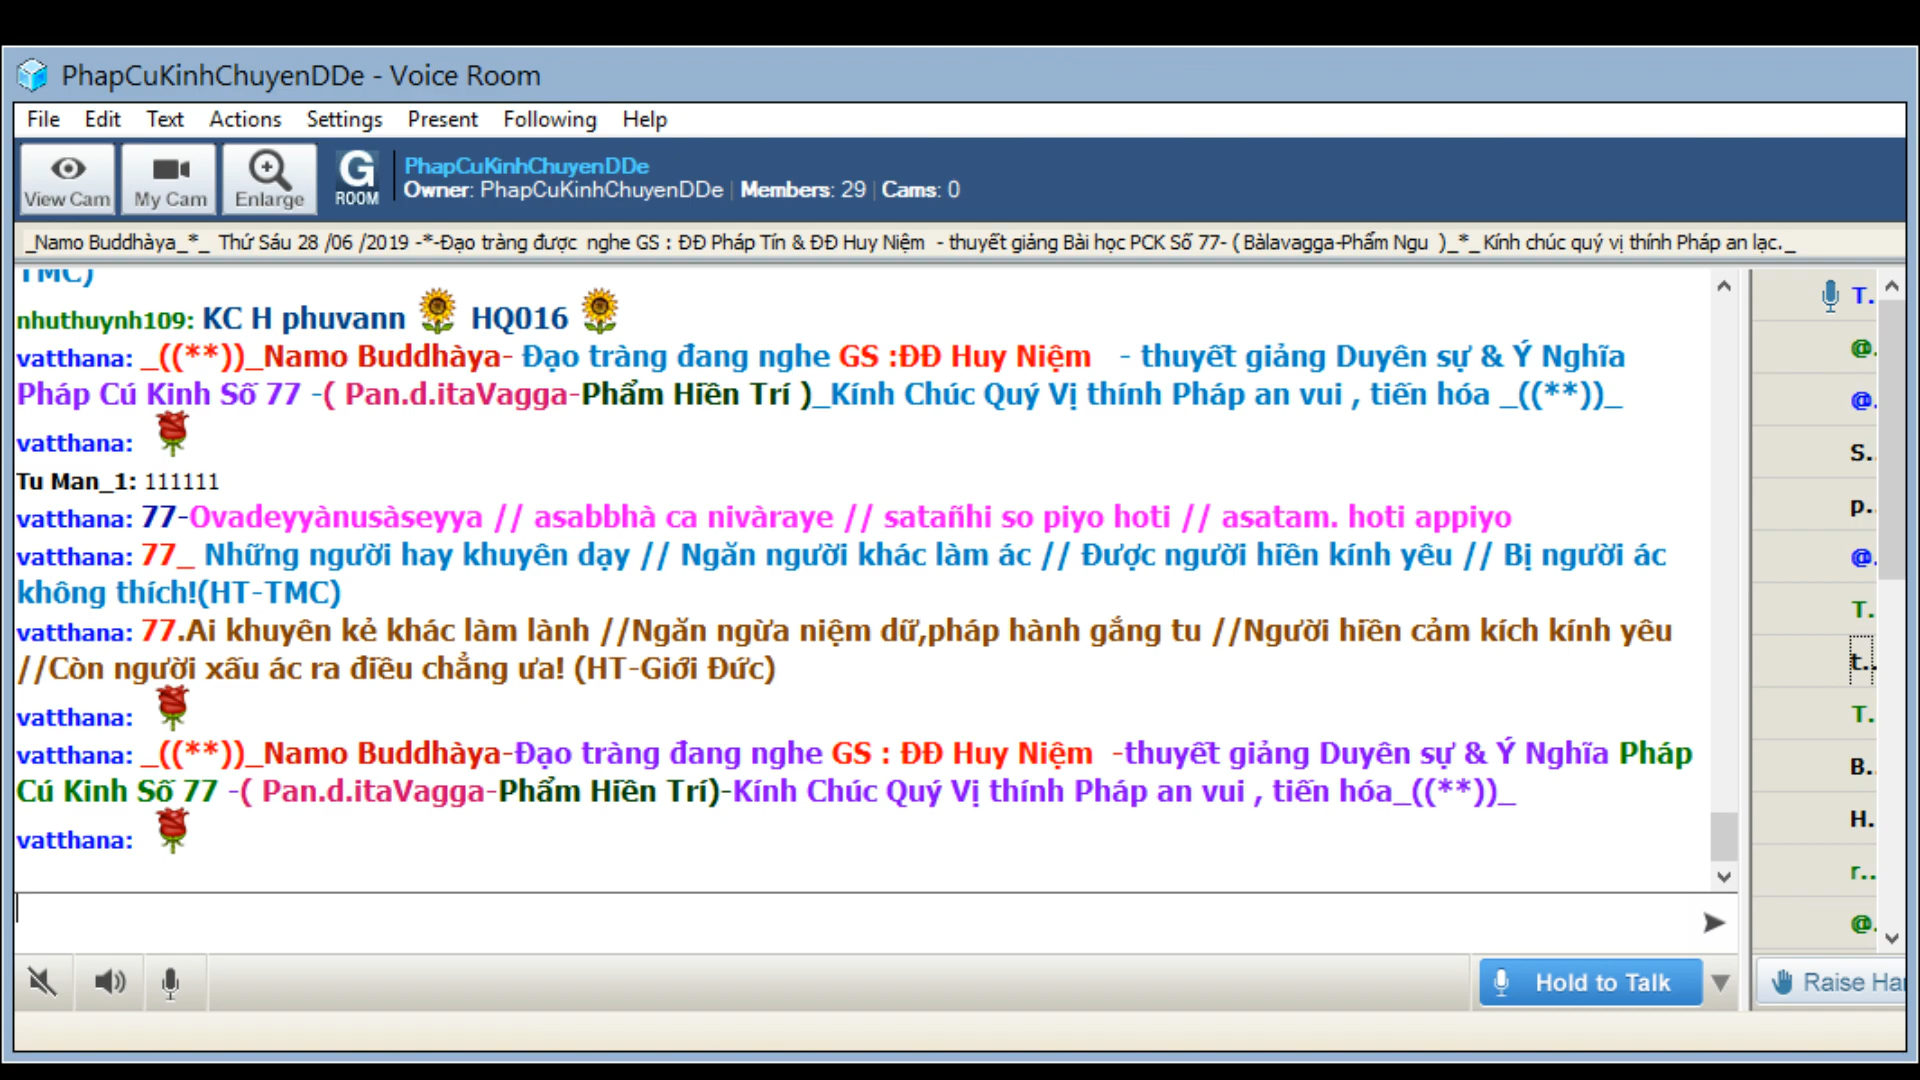 PhapCuKinhChuyenDDe - Voice Room
File Edit Text Actions Settings Present Following Help
View Cam My Cam Enlarge G ROOM
PhapCuKinhChuyenDDe
Owner: PhapCuKinhChuyenDDe | Members: 29 | Cams: 0
_Namo Buddhàya_*_ Thứ Sáu 28 /06 /2019 -*-Đạo tràng được nghe GS : ĐĐ Pháp Tín & ĐĐ Huy Niệm - thuyết giảng Bài học PCK Số 77- ( Bàlavagga-Phẩm Ngu )_*_ Kính chúc quý vị thính Pháp an lạc._
TMC)
nhuthuynh109: KC H phuvann HQ016
vatthana: _((**))_Namo Buddhàya- Đạo tràng đang nghe GS :ĐĐ Huy Niệm - thuyết giảng Duyên sự & Ý Nghĩa
Pháp Cú Kinh Số 77 -( Pan.d.itaVagga-Phẩm Hiền Trí )_Kính Chúc Quý Vị thính Pháp an vui , tiến hóa _((**))_
vatthana:
Tu Man_1: 111111
vatthana: 77-Ovadeyyànusàseyya // asabbhà ca nivàraye // satañhi so piyo hoti // asatam. hoti appiyo
vatthana: 77_ Những người hay khuyên dạy // Ngăn người khác làm ác // Được người hiền kính yêu // Bị người ác
không thích!(HT-TMC)
vatthana: 77.Ai khuyên kẻ khác làm lành //Ngăn ngừa niệm dữ,pháp hành gắng tu //Người hiền cảm kích kính yêu
//Còn người xấu ác ra điều chẳng ưa! (HT-Giới Đức)
vatthana:
vatthana: _((**))_Namo Buddhàya-Đạo tràng đang nghe GS : ĐĐ Huy Niệm -thuyết giảng Duyên sự & Ý Nghĩa Pháp
Cú Kinh Số 77 -( Pan.d.itaVagga-Phẩm Hiền Trí)-Kính Chúc Quý Vị thính Pháp an vui , tiến hóa_((**))_
vatthana:
T.
@.
@.
S.
p.
@.
T.
t..
T.
B.
H.
r..
@.
Hold to Talk
Raise Ha